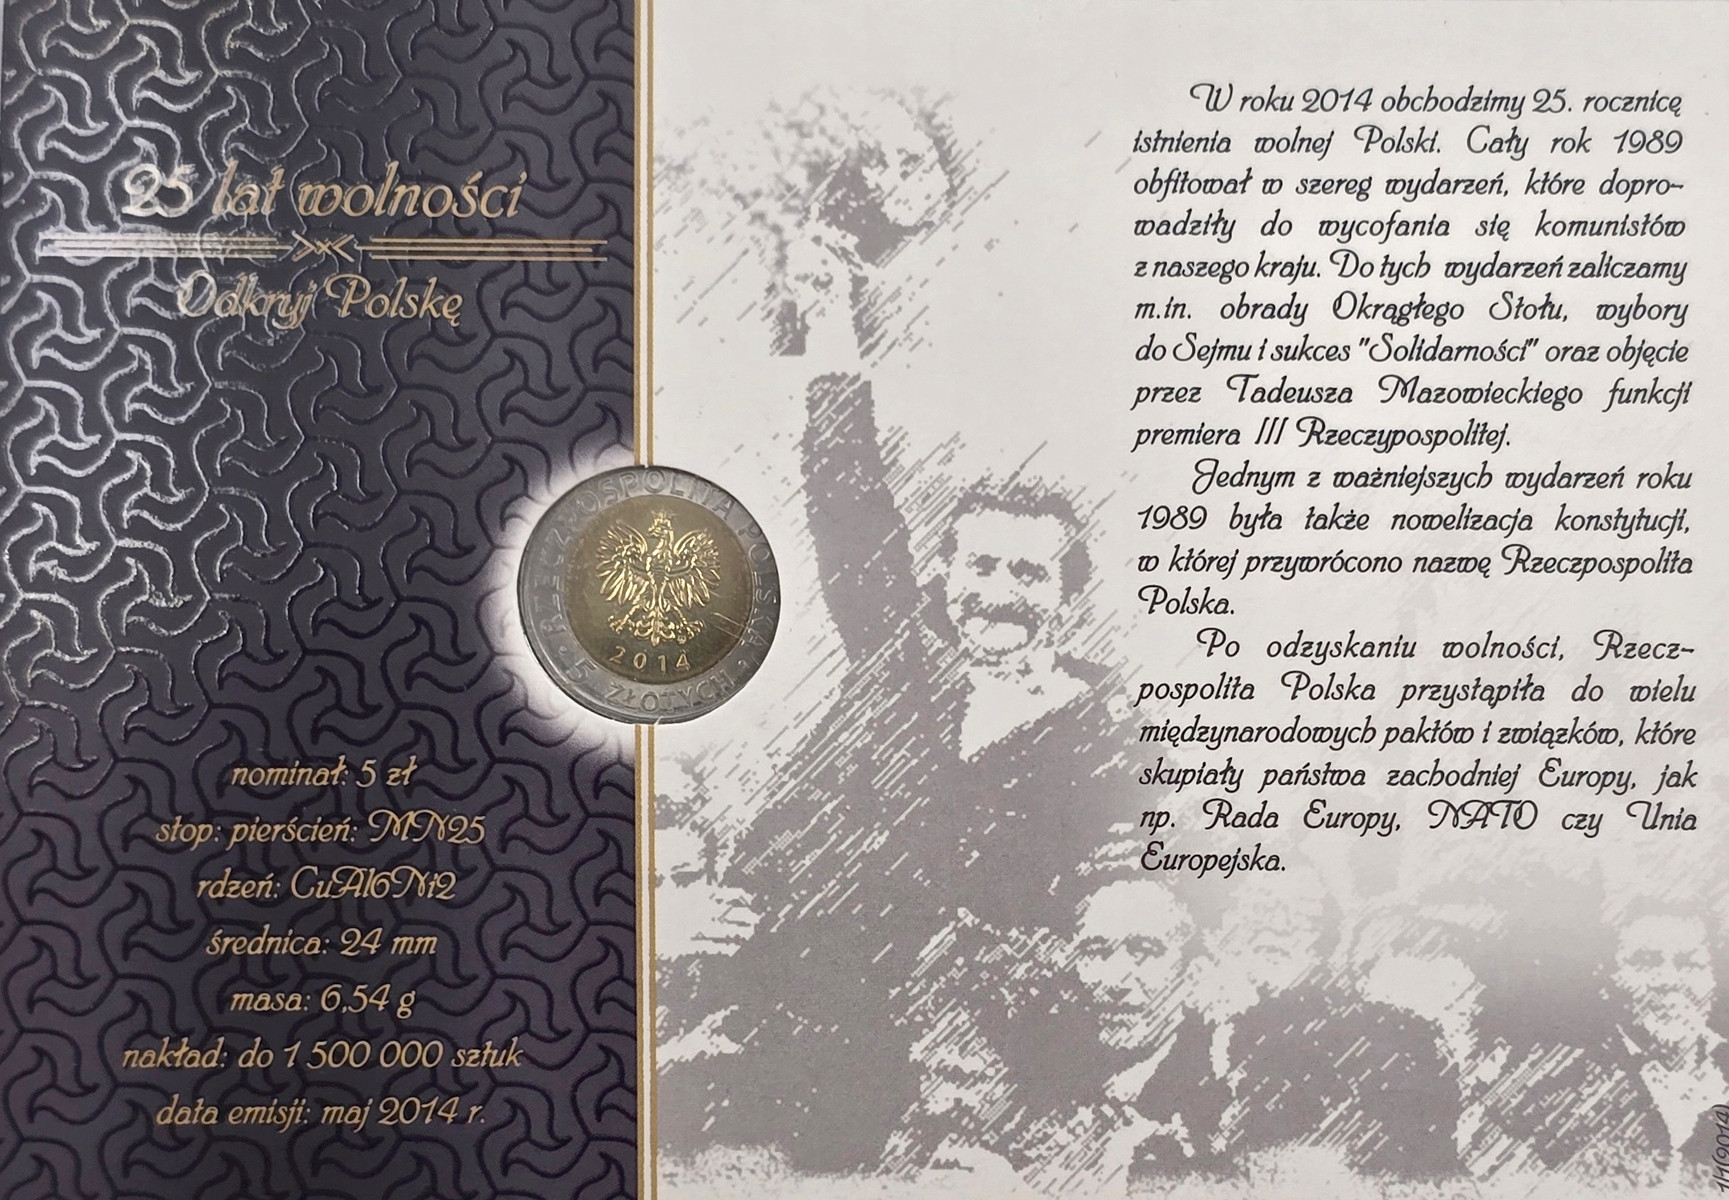 25 lat wolności
Odkryj Polskę
RZECZPOSPOLITA POLSKA
2014
5 ZŁOTYCH
nominał: 5 zł
stop: pierścień: MN25
rdzeń: CuAl6Ni2
średnica: 24 mm
masa: 6,54 g
nakład: do 1 500 000 sztuk
data emisji: maj 2014 r.
W roku 2014 obchodzimy 25. rocznicę
istnienia wolnej Polski. Cały rok 1989
obfitował w szereg wydarzeń, które dopro-
wadziły do wycofania się komunistów
z naszego kraju. Do tych wydarzeń zaliczamy
m.in. obrady Okrągłego Stołu, wybory
do Sejmu i sukces "Solidarności" oraz objęcie
przez Tadeusza Mazowieckiego funkcji
premiera III Rzeczypospolitej.
Jednym z ważniejszych wydarzeń roku
1989 była także nowelizacja konstytucji,
w której przywrócono nazwę Rzeczpospolita
Polska.
Po odzyskaniu wolności, Rzecz-
pospolita Polska przystąpiła do wielu
międzynarodowych paktów i związków, które
skupiały państwa zachodniej Europy, jak
np. Rada Europy, NATO czy Unia
Europejska.